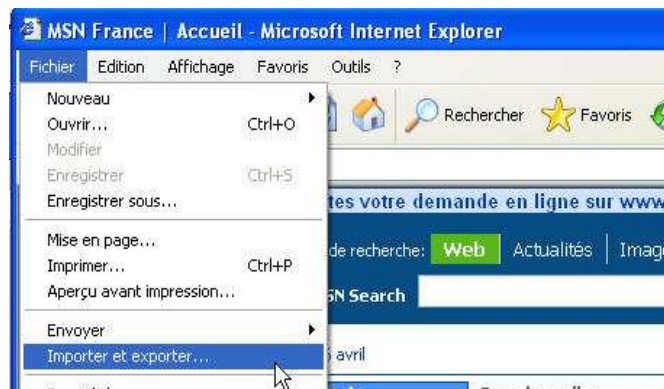 MSN France | Accueil - Microsoft Internet Explorer
Fichier Edition Affichage Favoris Outils ?
Nouveau
Ouvrir... Ctrl+O
Rechercher Favoris
Modifier
Enregistrer Ctrl+S
Enregistrer sous...
tes votre demande en ligne sur www
Mise en page...
de recherche: Web Actualités Imag
Imprimer... Ctrl+P
Aperçu avant impression...
SN Search
Envoyer
Importer et exporter...
avril